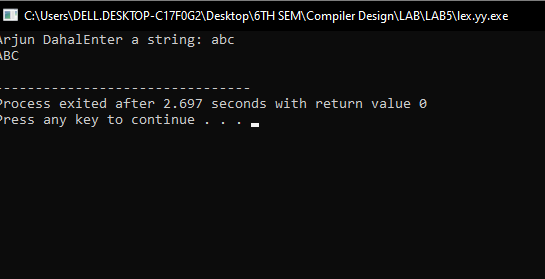 C:\Users\DELL.DESKTOP-C17F0G2\Desktop\6TH SEM\Compiler Design\LAB\LAB5\lex.yy.exe
Arjun DahalEnter a string: abc
ABC
--------------------------------
Process exited after 2.697 seconds with return value 0
Press any key to continue . . .